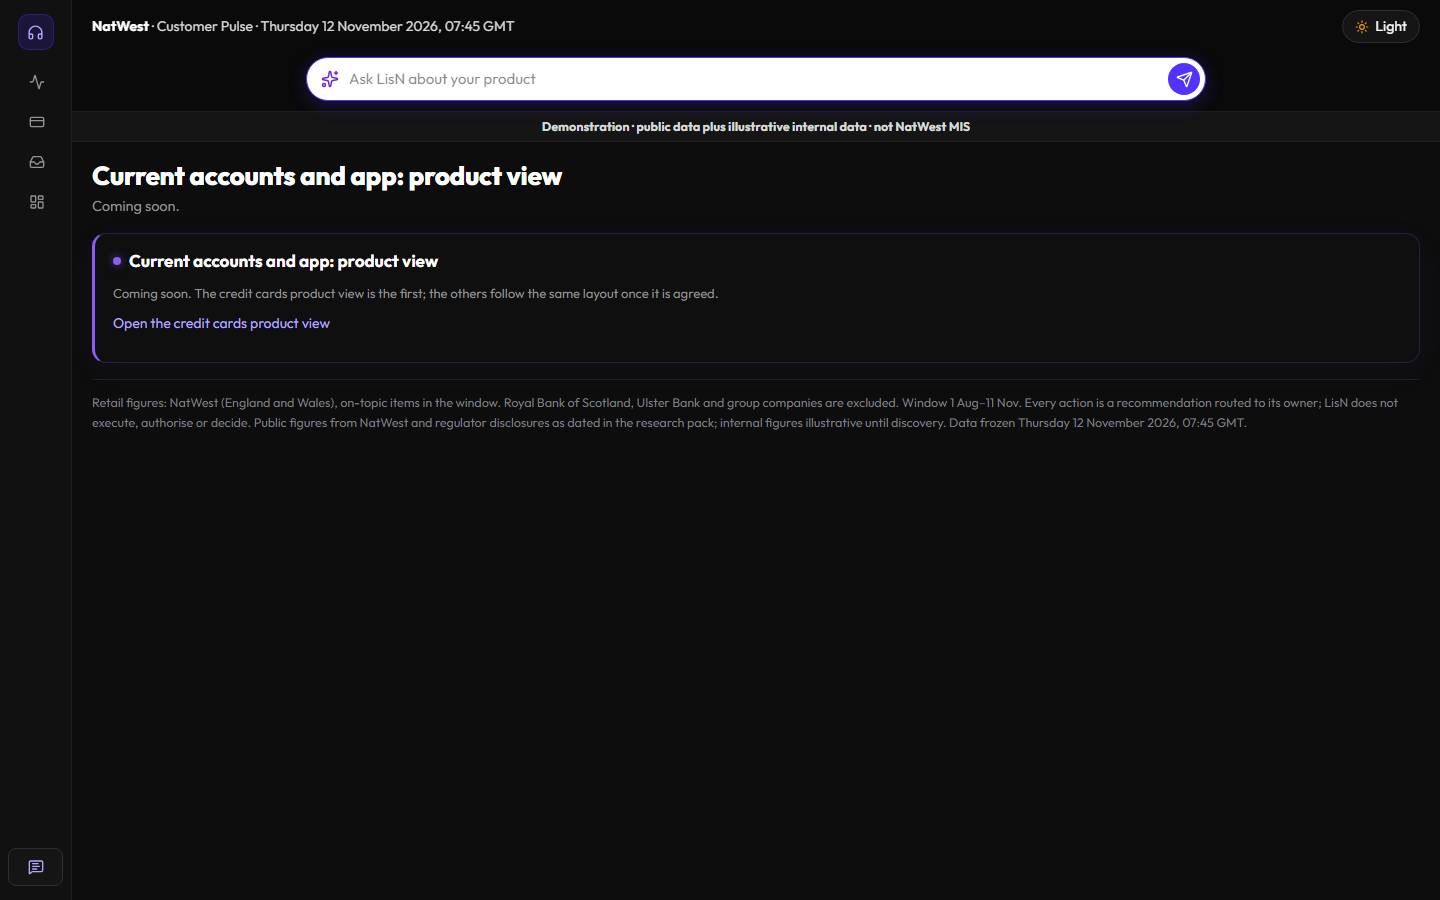 NatWest · Customer Pulse · Thursday 12 November 2026, 07:45 GMT
Light
Ask LisN about your product
Demonstration · public data plus illustrative internal data · not NatWest MIS
Current accounts and app: product view
Coming soon.
Current accounts and app: product view
Coming soon. The credit cards product view is the first; the others follow the same layout once it is agreed.
Open the credit cards product view
Retail figures: NatWest (England and Wales), on-topic items in the window. Royal Bank of Scotland, Ulster Bank and group companies are excluded. Window 1 Aug–11 Nov. Every action is a recommendation routed to its owner; LisN does not
execute, authorise or decide. Public figures from NatWest and regulator disclosures as dated in the research pack; internal figures illustrative until discovery. Data frozen Thursday 12 November 2026, 07:45 GMT.